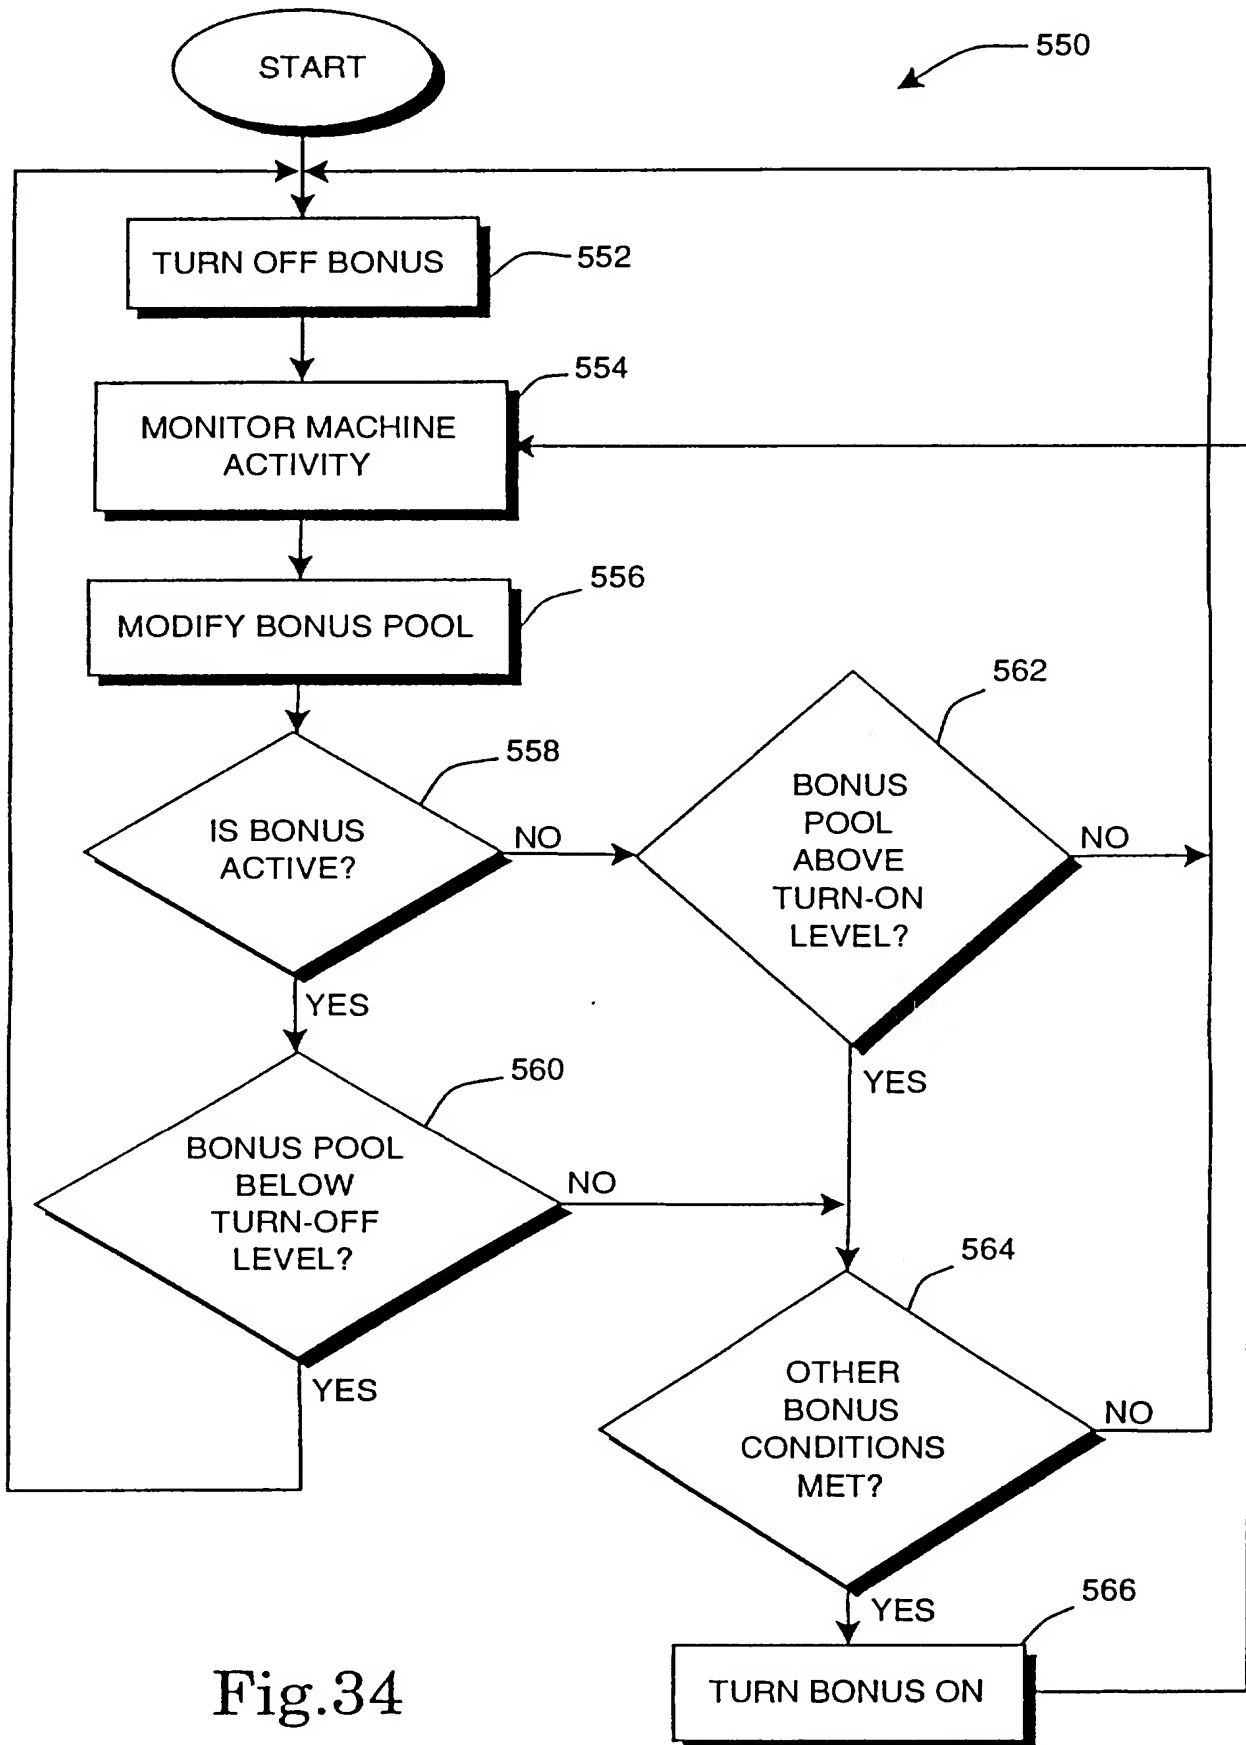 START
550
TURN OFF BONUS
552
554
MONITOR MACHINE
ACTIVITY
556
MODIFY BONUS POOL
562
558
IS BONUS
ACTIVE?
NO
BONUS
POOL
ABOVE
TURN-ON
LEVEL?
NO
YES
560
YES
BONUS POOL
BELOW
TURN-OFF
LEVEL?
NO
564
YES
OTHER
BONUS
CONDITIONS
MET?
NO
YES
566
TURN BONUS ON
Fig.34